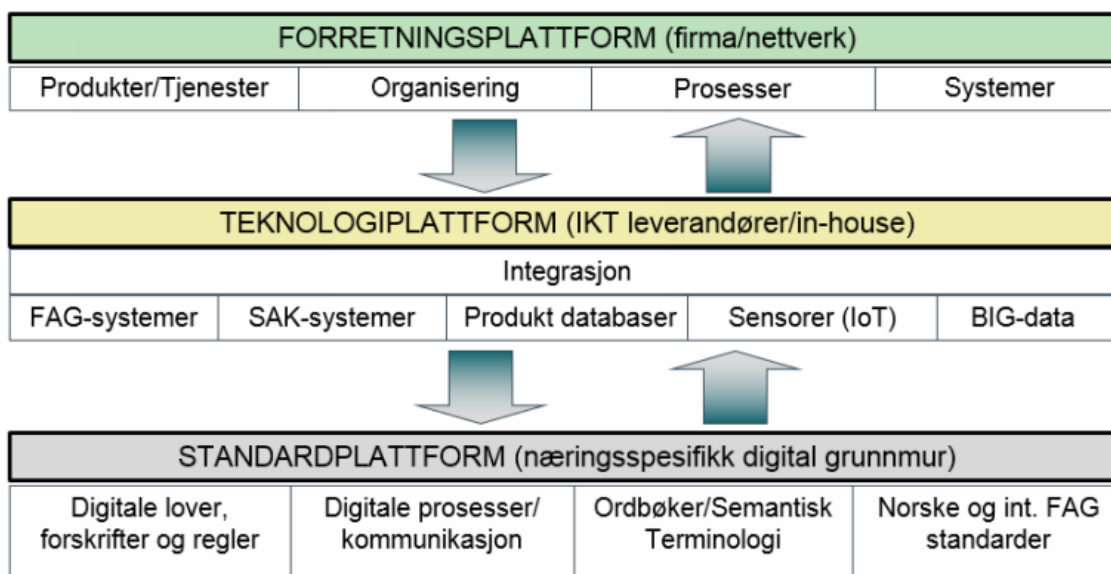 FORRETNINGSPLATTFORM (firma/nettverk)
Produkter/Tjenester Organisering Prosesser Systemer
TEKNOLOGIPLATTFORM (IKT leverandører/in-house)
Integrasjon
FAG-systemer SAK-systemer Produkt databaser Sensorer (IoT) BIG-data
STANDARDPLATTFORM (næringsspesifikk digital grunnmur)
Digitale lover,
forskrifter og regler
Digitale prosesser/
kommunikasjon
Ordbøker/Semantisk
Terminologi
Norske og int. FAG
standarder